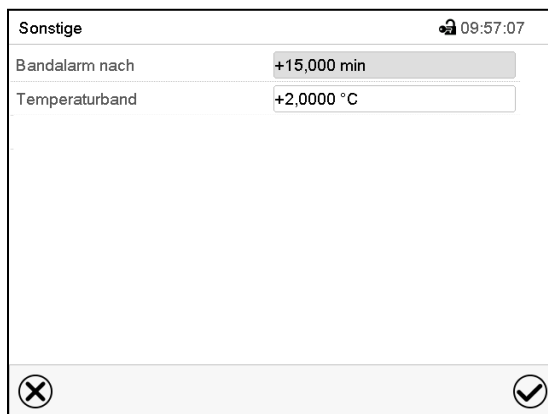 Sonstige 09:57:07
Bandalarm nach +15,000 min
Temperaturband +2,0000 °C